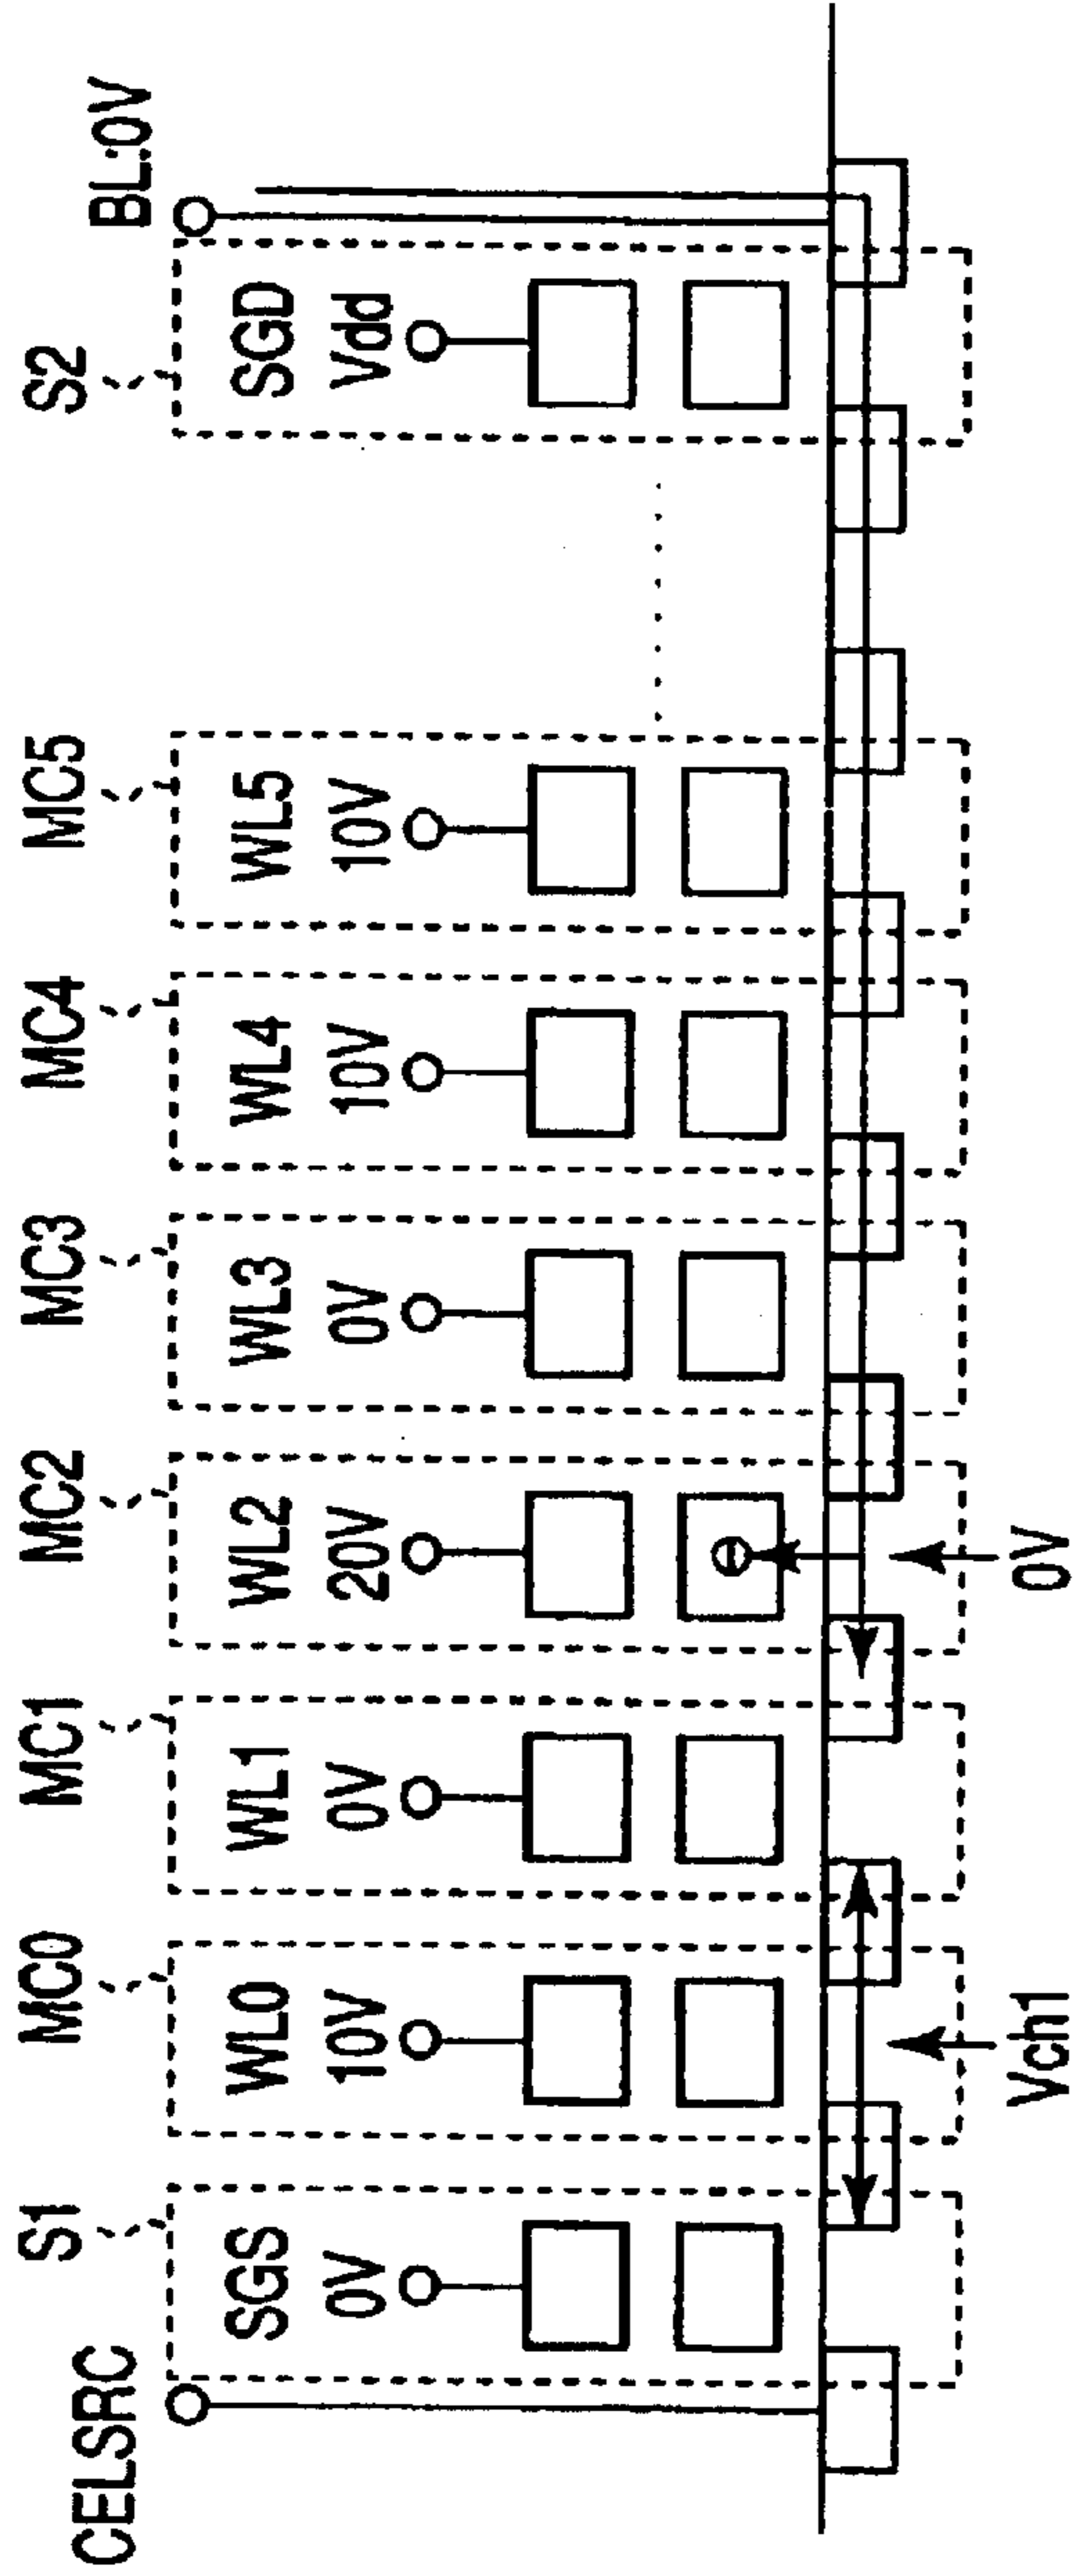 CELSRC
S1
MC0
MC1
MC2
MC3
MC4
MC5
S2
BL:0V
SGS
WL0
WL1
WL2
WL3
WL4
WL5
SGD
0V
10V
0V
20V
0V
10V
10V
Vdd
Vch1
0V